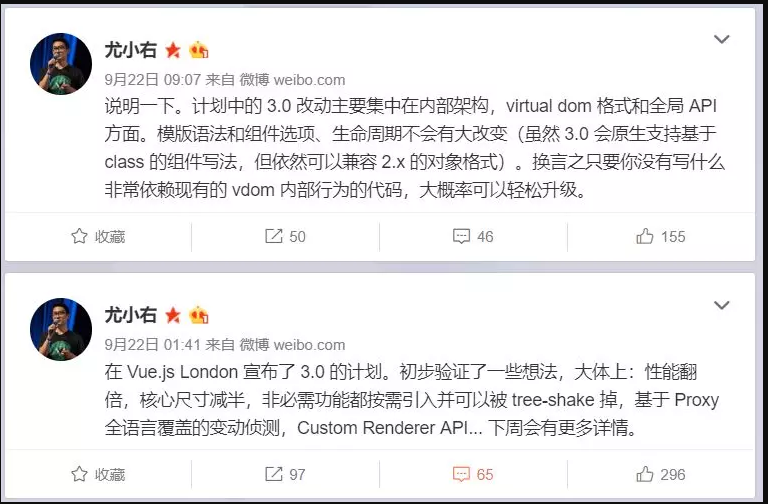 尤小右
9月22日 09:07 来自 微博 weibo.com
说明一下。计划中的 3.0 改动主要集中在内部架构，virtual dom 格式和全局 API
方面。模版语法和组件选项、生命周期不会有大改变（虽然 3.0 会原生支持基于
class 的组件写法，但依然可以兼容 2.x 的对象格式）。换言之只要你没有写什么
非常依赖现有的 vdom 内部行为的代码，大概率可以轻松升级。
收藏 50 46 155
尤小右
9月22日 01:41 来自 微博 weibo.com
在 Vue.js London 宣布了 3.0 的计划。初步验证了一些想法，大体上：性能翻
倍，核心尺寸减半，非必需功能都按需引入并可以被 tree-shake 掉，基于 Proxy
全语言覆盖的变动侦测，Custom Renderer API... 下周会有更多详情。
收藏 97 65 296